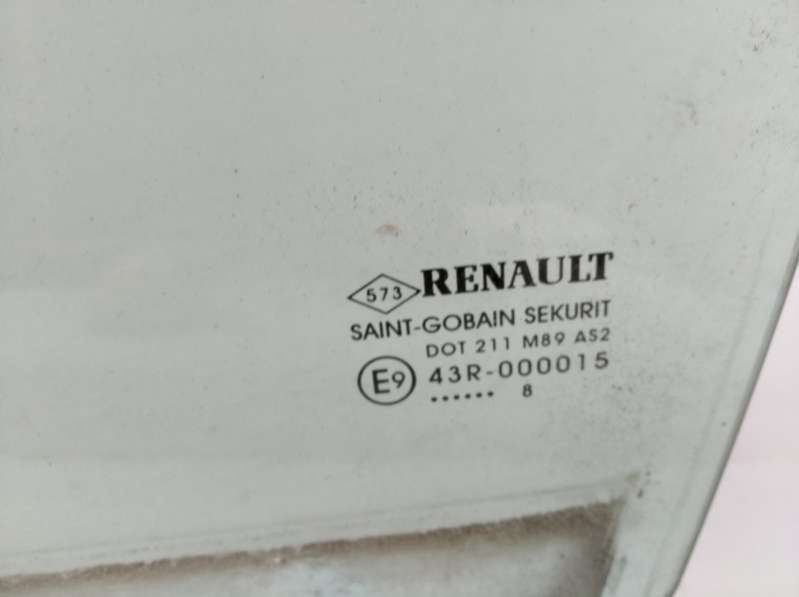 573 RENAULT
SAINT-GOBAIN SEKURIT
DOT 211 M89 AS2
E9 43R-000015
...... 8